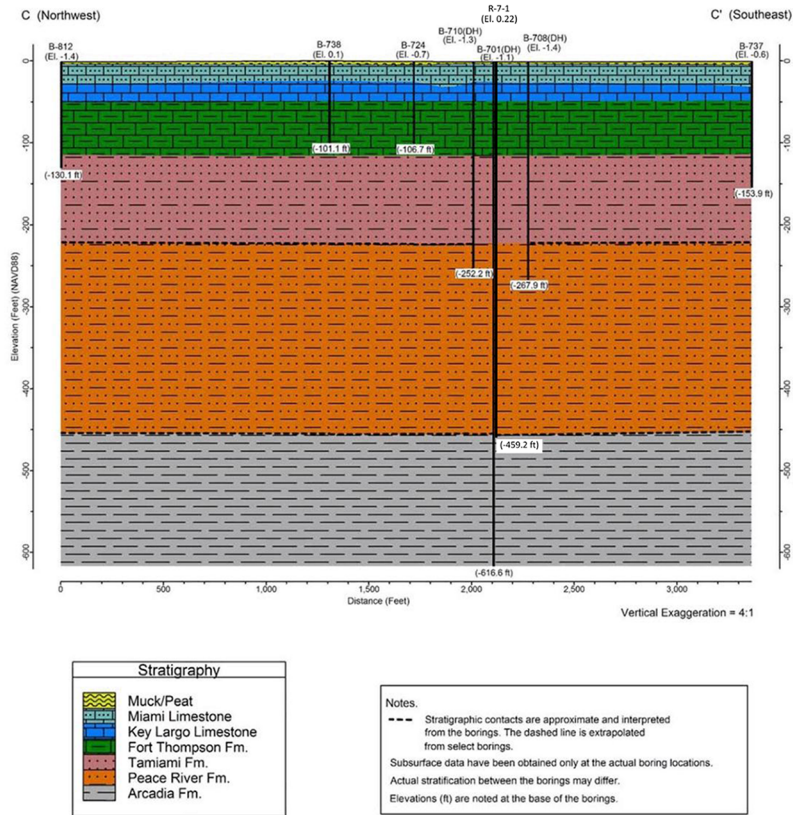 C (Northwest)
R-7-1
(El. 0.22)
C' (Southeast)
B-812
(El. -1.4)
B-738
(El. 0.1)
B-724
(El. -0.7)
B-710(DH)
(El. -1.3)
B-701(DH)
(El. -1.1)
B-708(DH)
(El. -1.4)
B-737
(El. -0.6)
0
-100
-200
-300
-400
-500
-600
Elevation (Feet) (NAVD88)
0
-100
-200
-300
-400
-500
-600
(-130.1 ft)
(-101.1 ft)
(-106.7 ft)
(-153.9 ft)
(-252.2 ft)
(-267.9 ft)
(-459.2 ft)
(-616.6 ft)
0
500
1,000
1,500
2,000
2,500
3,000
Distance (Feet)
Vertical Exaggeration = 4:1
Stratigraphy
Muck/Peat
Miami Limestone
Key Largo Limestone
Fort Thompson Fm.
Tamiami Fm.
Peace River Fm.
Arcadia Fm.
Notes.
Stratigraphic contacts are approximate and interpreted
from the borings. The dashed line is extrapolated
from select borings.
Subsurface data have been obtained only at the actual boring locations.
Actual stratification between the borings may differ.
Elevations (ft) are noted at the base of the borings.